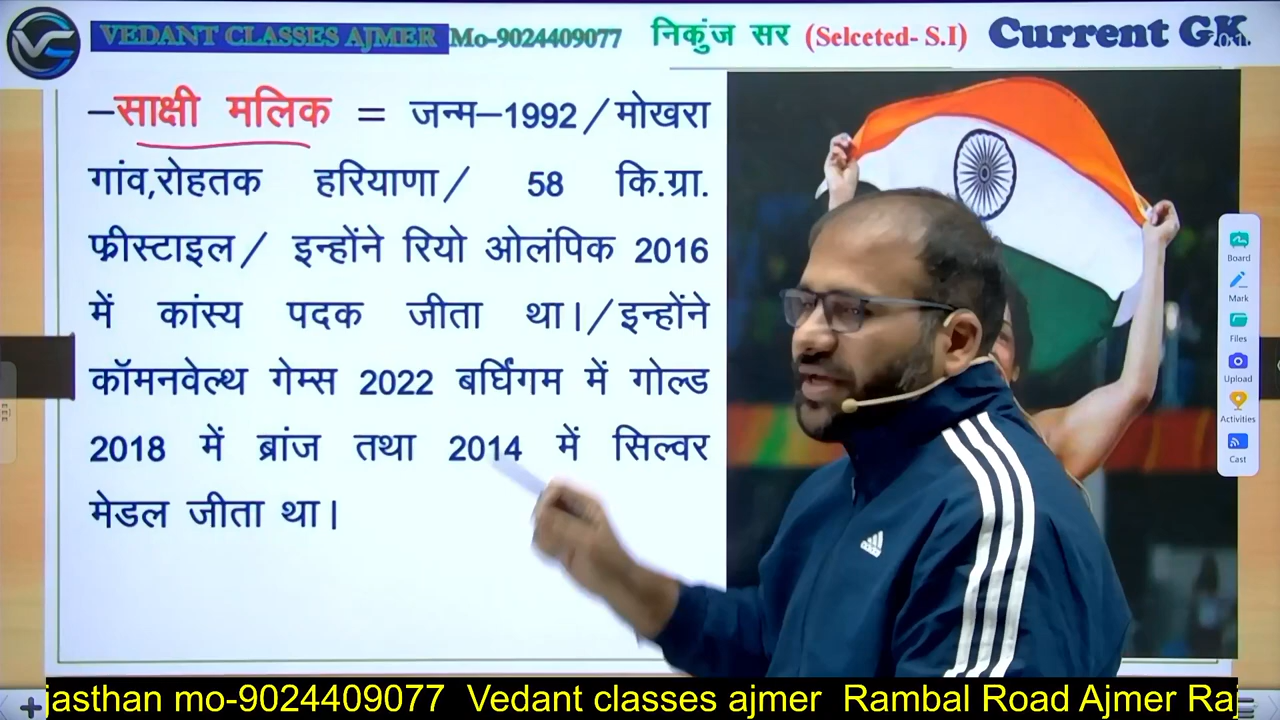 VEDANT CLASSES AJMER Mo-9024409077 निकुंज सर (Selceted- S.I) Current GK
–साक्षी मलिक = जन्म–1992/मोखरा
गांव,रोहतक हरियाणा/ 58 कि.ग्रा.
फ्रीस्टाइल/ इन्होंने रियो ओलंपिक 2016
में कांस्य पदक जीता था।/इन्होंने
कॉमनवेल्थ गेम्स 2022 बर्घिंगम में गोल्ड
2018 में ब्रांज तथा 2014 में सिल्वर
मेडल जीता था।
Board
Mark
Files
Upload
Activities
Cast
adidas
jasthan mo-9024409077 Vedant classes ajmer Rambal Road Ajmer Raj